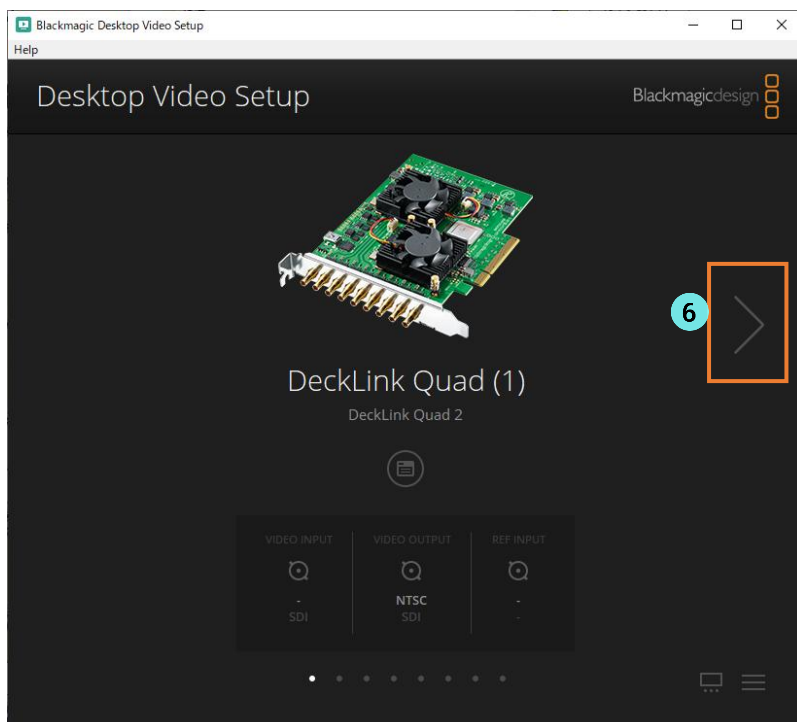 Blackmagic Desktop Video Setup
Help
Desktop Video Setup
Blackmagicdesign
6
DeckLink Quad (1)
DeckLink Quad 2
VIDEO INPUT VIDEO OUTPUT REF INPUT
- NTSC -
SDI SDI -